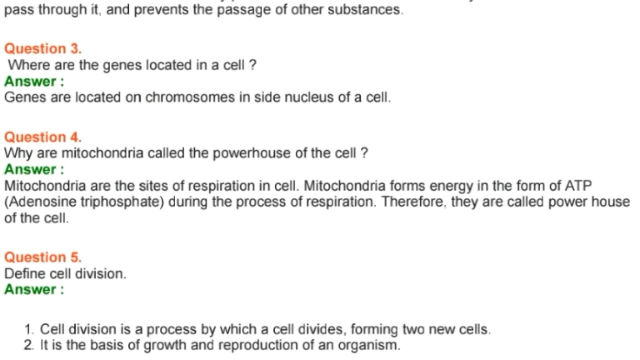 pass through it, and prevents the passage of other substances.
Question 3.
Where are the genes located in a cell ?
Answer :
Genes are located on chromosomes in side nucleus of a cell.
Question 4.
Why are mitochondria called the powerhouse of the cell ?
Answer :
Mitochondria are the sites of respiration in cell. Mitochondria forms energy in the form of ATP
(Adenosine triphosphate) during the process of respiration. Therefore, they are called power house
of the cell.
Question 5.
Define cell division.
Answer :
1. Cell division is a process by which a cell divides, forming two new cells.
2. It is the basis of growth and reproduction of an organism.